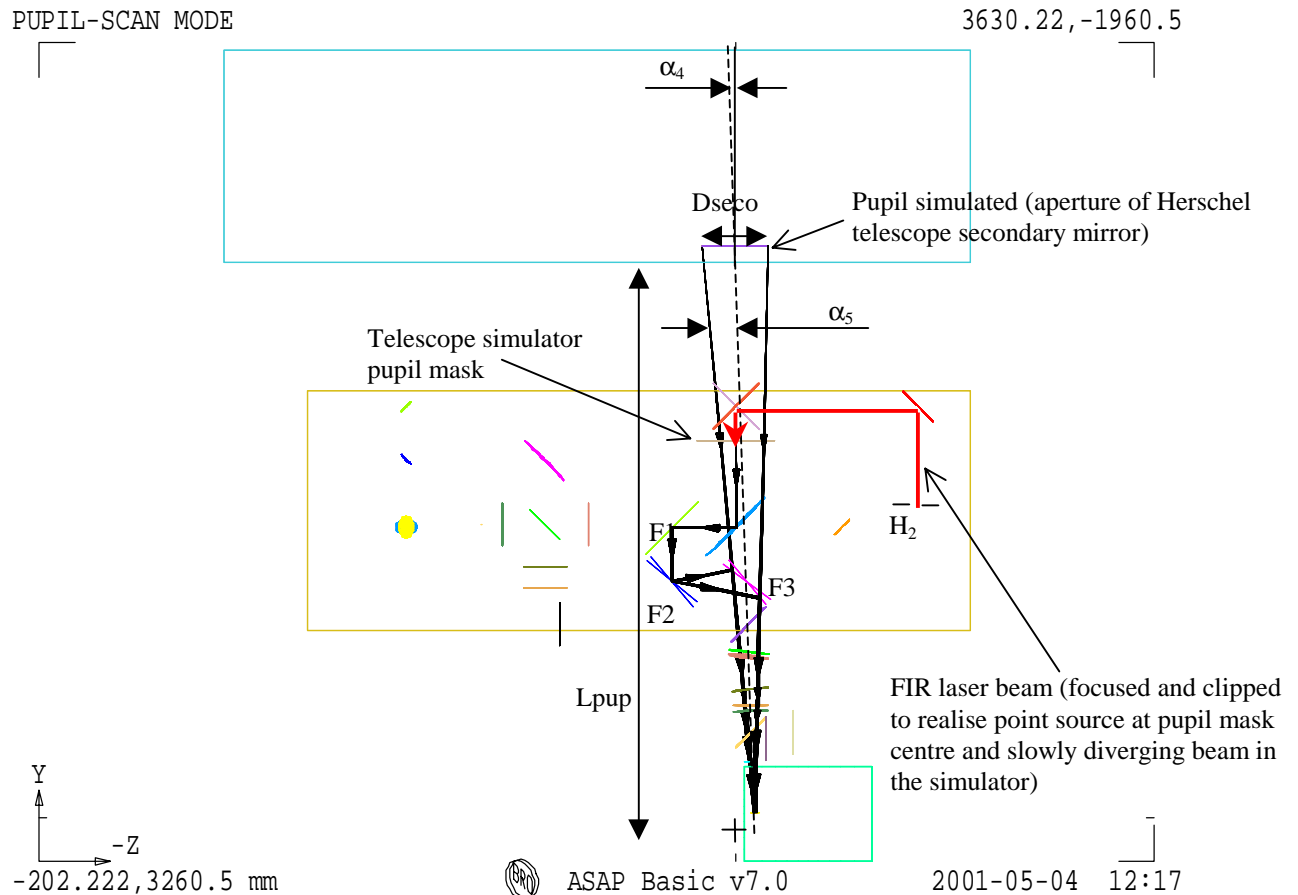 PUPIL-SCAN MODE
3630.22,-1960.5
α4
Dseco
Pupil simulated (aperture of Herschel
telescope secondary mirror)
α5
Telescope simulator
pupil mask
F1
H2
F2
F3
Lpup
FIR laser beam (focused and clipped
to realise point source at pupil mask
centre and slowly diverging beam in
the simulator)
Y
-Z
-202.222,3260.5 mm
BRO
ASAP Basic v7.0
2001-05-04 12:17